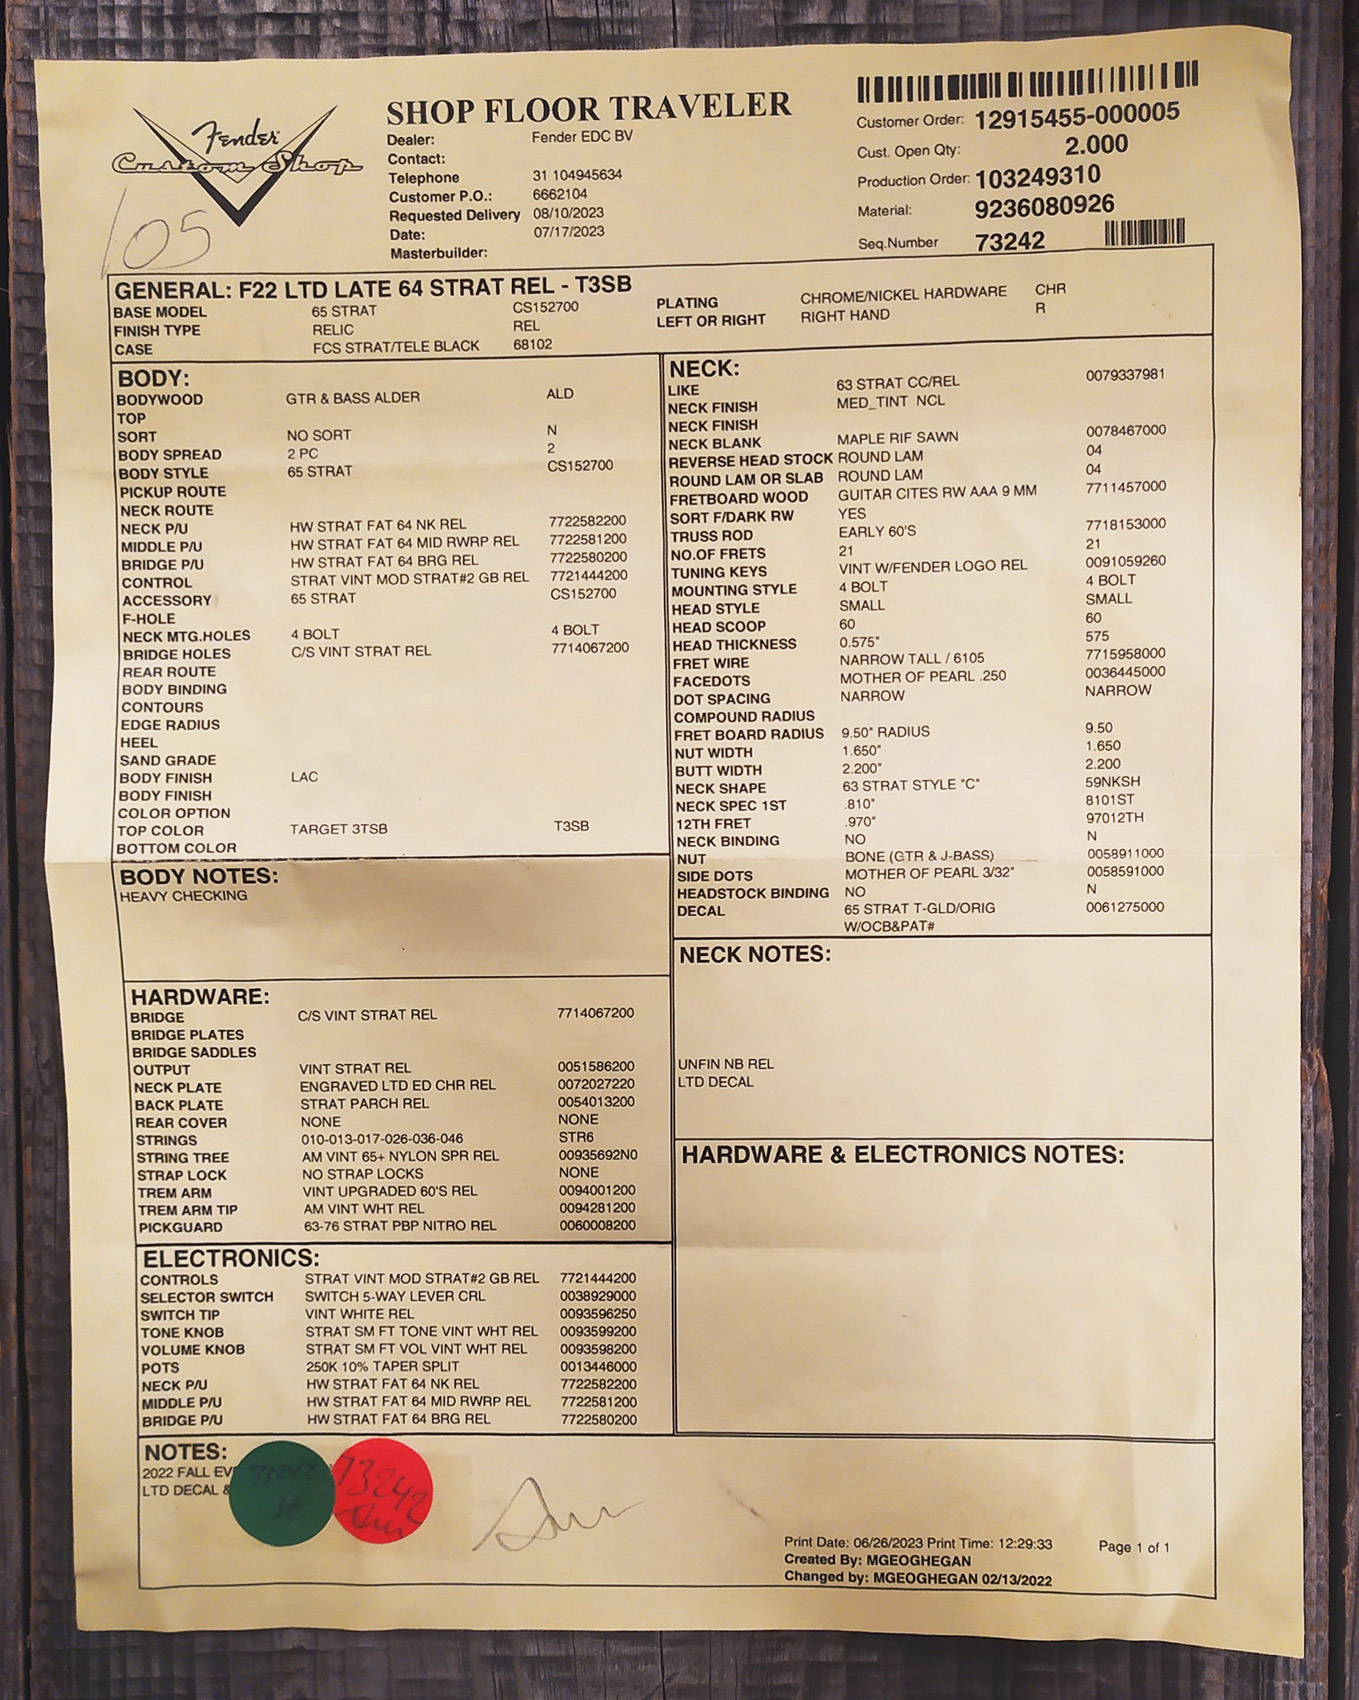 Fender
Custom Shop
105
SHOP FLOOR TRAVELER
Dealer: Fender EDC BV
Contact:
Telephone 31 104945634
Customer P.O.: 6662104
Requested Delivery 08/10/2023
Date: 07/17/2023
Masterbuilder:
Customer Order: 12915455-000005
Cust. Open Qty: 2.000
Production Order: 103249310
Material: 9236080926
Seq.Number 73242
GENERAL: F22 LTD LATE 64 STRAT REL - T3SB
BASE MODEL 65 STRAT CS152700
FINISH TYPE RELIC REL
CASE FCS STRAT/TELE BLACK 68102
PLATING CHROME/NICKEL HARDWARE CHR
LEFT OR RIGHT RIGHT HAND R
BODY:
BODYWOOD GTR & BASS ALDER ALD
TOP
SORT NO SORT N
BODY SPREAD 2 PC 2
BODY STYLE 65 STRAT CS152700
PICKUP ROUTE
NECK ROUTE
NECK P/U HW STRAT FAT 64 NK REL 7722582200
MIDDLE P/U HW STRAT FAT 64 MID RWRP REL 7722581200
BRIDGE P/U HW STRAT FAT 64 BRG REL 7722580200
CONTROL STRAT VINT MOD STRAT#2 GB REL 7721444200
ACCESSORY 65 STRAT CS152700
F-HOLE
NECK MTG.HOLES 4 BOLT 4 BOLT
BRIDGE HOLES C/S VINT STRAT REL 7714067200
REAR ROUTE
BODY BINDING
CONTOURS
EDGE RADIUS
HEEL
SAND GRADE
BODY FINISH LAC
BODY FINISH
COLOR OPTION
TOP COLOR TARGET 3TSB T3SB
BOTTOM COLOR
BODY NOTES:
HEAVY CHECKING
HARDWARE:
BRIDGE C/S VINT STRAT REL 7714067200
BRIDGE PLATES
BRIDGE SADDLES
OUTPUT VINT STRAT REL 0051586200
NECK PLATE ENGRAVED LTD ED CHR REL 0072027220
BACK PLATE STRAT PARCH REL 0054013200
REAR COVER NONE NONE
STRINGS 010-013-017-026-036-046 STR6
STRING TREE AM VINT 65+ NYLON SPR REL 00935692N0
STRAP LOCK NO STRAP LOCKS NONE
TREM ARM VINT UPGRADED 60'S REL 0094001200
TREM ARM TIP AM VINT WHT REL 0094281200
PICKGUARD 63-76 STRAT PBP NITRO REL 0060008200
ELECTRONICS:
CONTROLS STRAT VINT MOD STRAT#2 GB REL 7721444200
SELECTOR SWITCH SWITCH 5-WAY LEVER CRL 0038929000
SWITCH TIP VINT WHITE REL 0093596250
TONE KNOB STRAT SM FT TONE VINT WHT REL 0093599200
VOLUME KNOB STRAT SM FT VOL VINT WHT REL 0093598200
POTS 250K 10% TAPER SPLIT 0013446000
NECK P/U HW STRAT FAT 64 NK REL 7722582200
MIDDLE P/U HW STRAT FAT 64 MID RWRP REL 7722581200
BRIDGE P/U HW STRAT FAT 64 BRG REL 7722580200
NECK:
LIKE 63 STRAT CC/REL 0079337981
NECK FINISH MED_TINT NCL
NECK FINISH
NECK BLANK MAPLE RIF SAWN 0078467000
REVERSE HEAD STOCK ROUND LAM 04
ROUND LAM OR SLAB ROUND LAM 04
FRETBOARD WOOD GUITAR CITES RW AAA 9 MM 7711457000
SORT F/DARK RW YES
TRUSS ROD EARLY 60'S 7718153000
NO.OF FRETS 21 21
TUNING KEYS VINT W/FENDER LOGO REL 0091059260
MOUNTING STYLE 4 BOLT 4 BOLT
HEAD STYLE SMALL SMALL
HEAD SCOOP 60 60
HEAD THICKNESS 0.575" 575
FRET WIRE NARROW TALL / 6105 7715958000
FACEDOTS MOTHER OF PEARL .250 0036445000
DOT SPACING NARROW NARROW
COMPOUND RADIUS
FRET BOARD RADIUS 9.50" RADIUS 9.50
NUT WIDTH 1.650" 1.650
BUTT WIDTH 2.200" 2.200
NECK SHAPE 63 STRAT STYLE "C" 59NKSH
NECK SPEC 1ST .810" 8101ST
12TH FRET .970" 97012TH
NECK BINDING NO N
NUT BONE (GTR & J-BASS) 0058911000
SIDE DOTS MOTHER OF PEARL 3/32" 0058591000
HEADSTOCK BINDING NO N
DECAL 65 STRAT T-GLD/ORIG 0061275000
W/OCB&PAT#
NECK NOTES:
UNFIN NB REL
LTD DECAL
HARDWARE & ELECTRONICS NOTES:
NOTES:
2022 FALL EV
LTD DECAL &
73242
73242
Print Date: 06/26/2023 Print Time: 12:29:33
Page 1 of 1
Created By: MGEOGHEGAN
Changed by: MGEOGHEGAN 02/13/2022